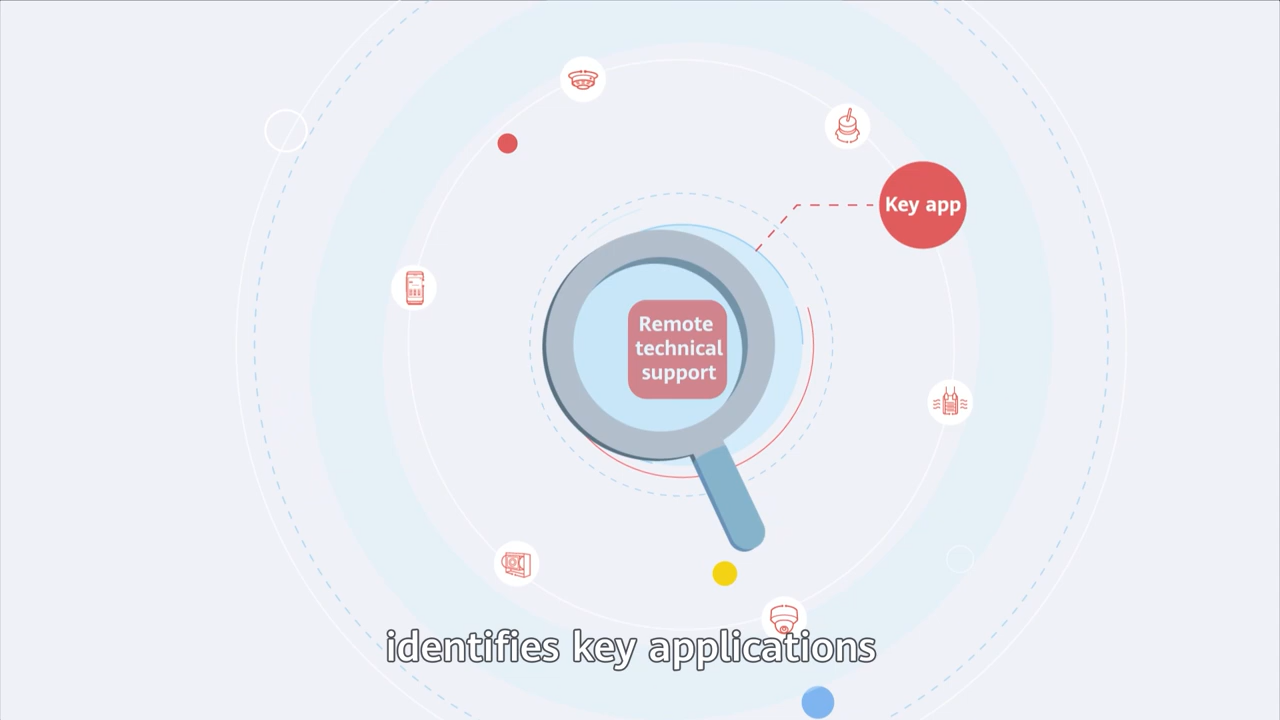 Key app
Remote
technical
support
identifies key applications